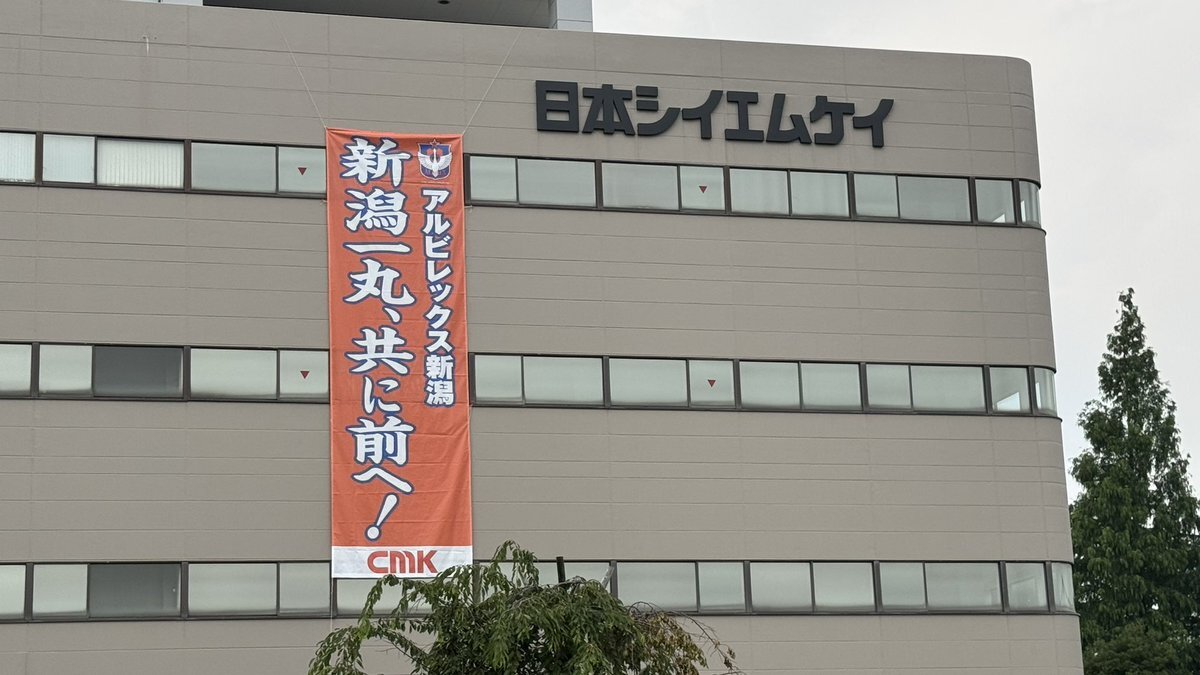 日本シイエムケイ
アルビレックス新潟
新潟一丸、共に前へ!
CMK